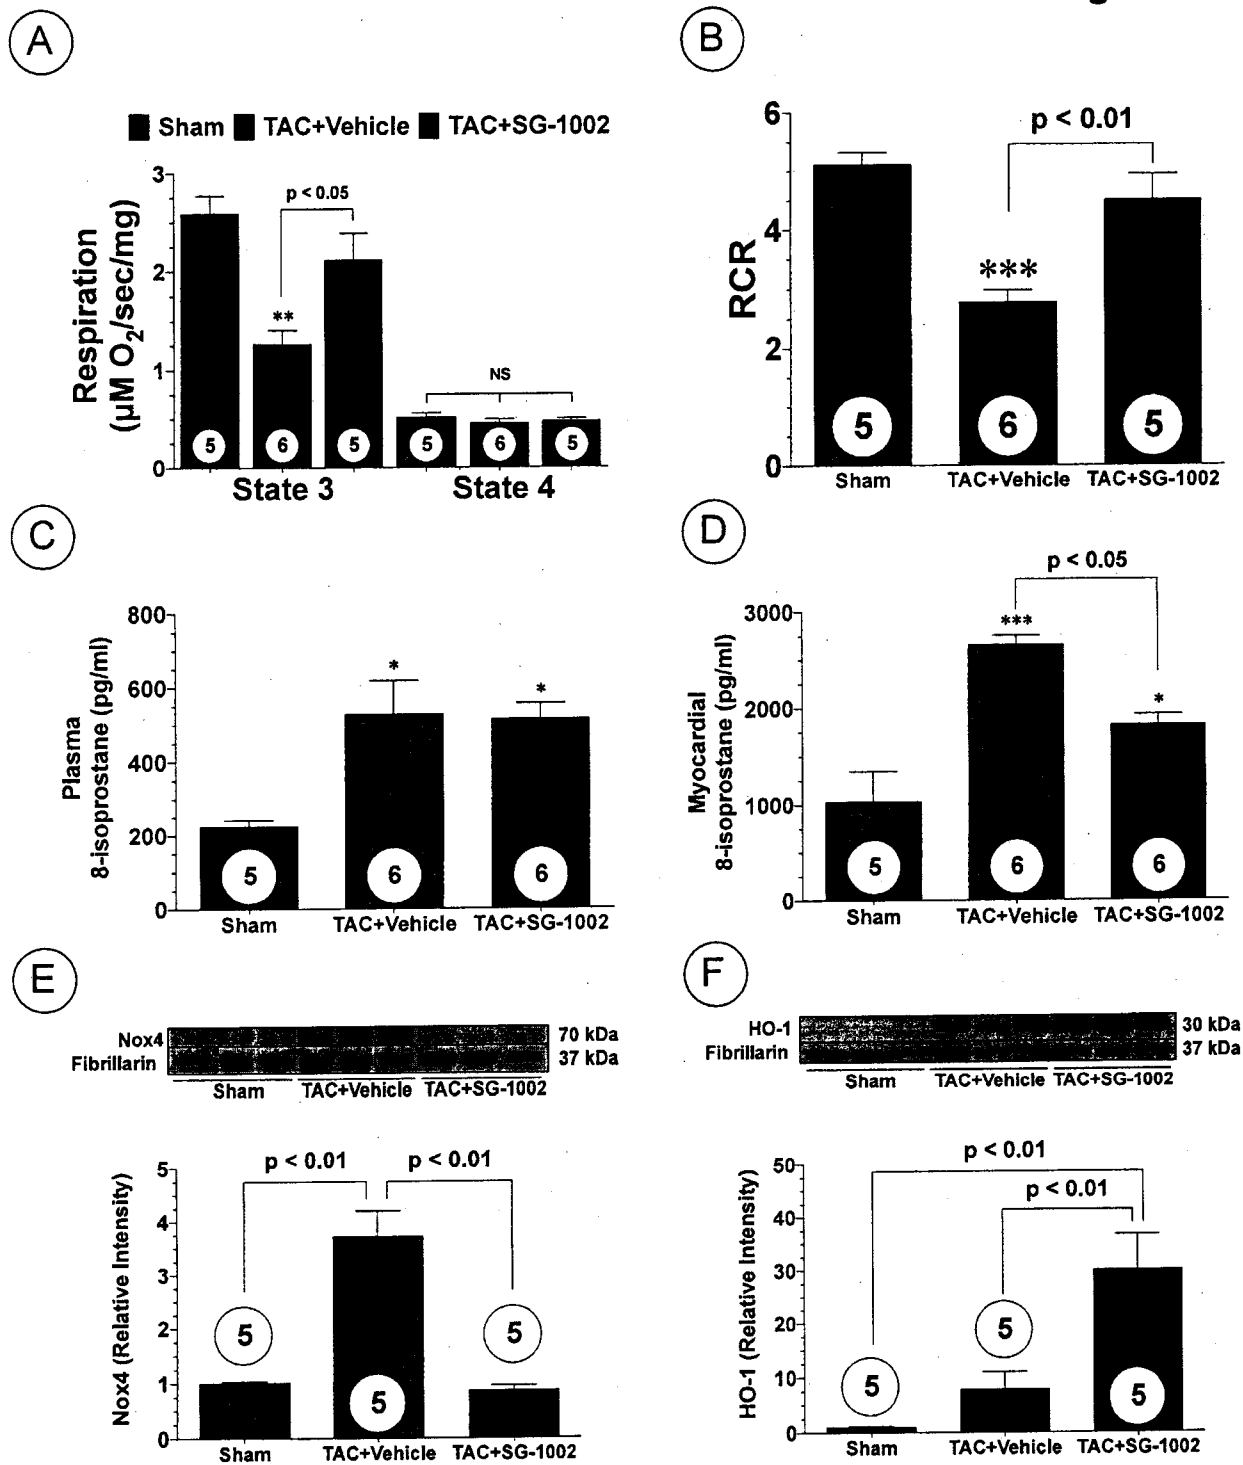 A
Sham TAC+Vehicle TAC+SG-1002
Respiration
(µM O2/sec/mg)
3
2
1
0
p < 0.05
**
NS
5 6 5 5 6 5
State 3 State 4
B
RCR
6
4
2
0
p < 0.01
***
5 6 5
Sham TAC+Vehicle TAC+SG-1002
C
Plasma
8-isoprostane (pg/ml)
800
600
400
200
0
* *
5 6 6
Sham TAC+Vehicle TAC+SG-1002
D
Myocardial
8-isoprostane (pg/ml)
3000
2000
1000
0
p < 0.05
***
*
5 6 6
Sham TAC+Vehicle TAC+SG-1002
E
Nox4 70 kDa
Fibrillarin 37 kDa
Sham TAC+Vehicle TAC+SG-1002
Nox4 (Relative Intensity)
5
4
3
2
1
0
p < 0.01 p < 0.01
5 5 5
Sham TAC+Vehicle TAC+SG-1002
F
HO-1 30 kDa
Fibrillarin 37 kDa
Sham TAC+Vehicle TAC+SG-1002
HO-1 (Relative Intensity)
50
40
30
20
10
0
p < 0.01
p < 0.01
5 5 5
Sham TAC+Vehicle TAC+SG-1002